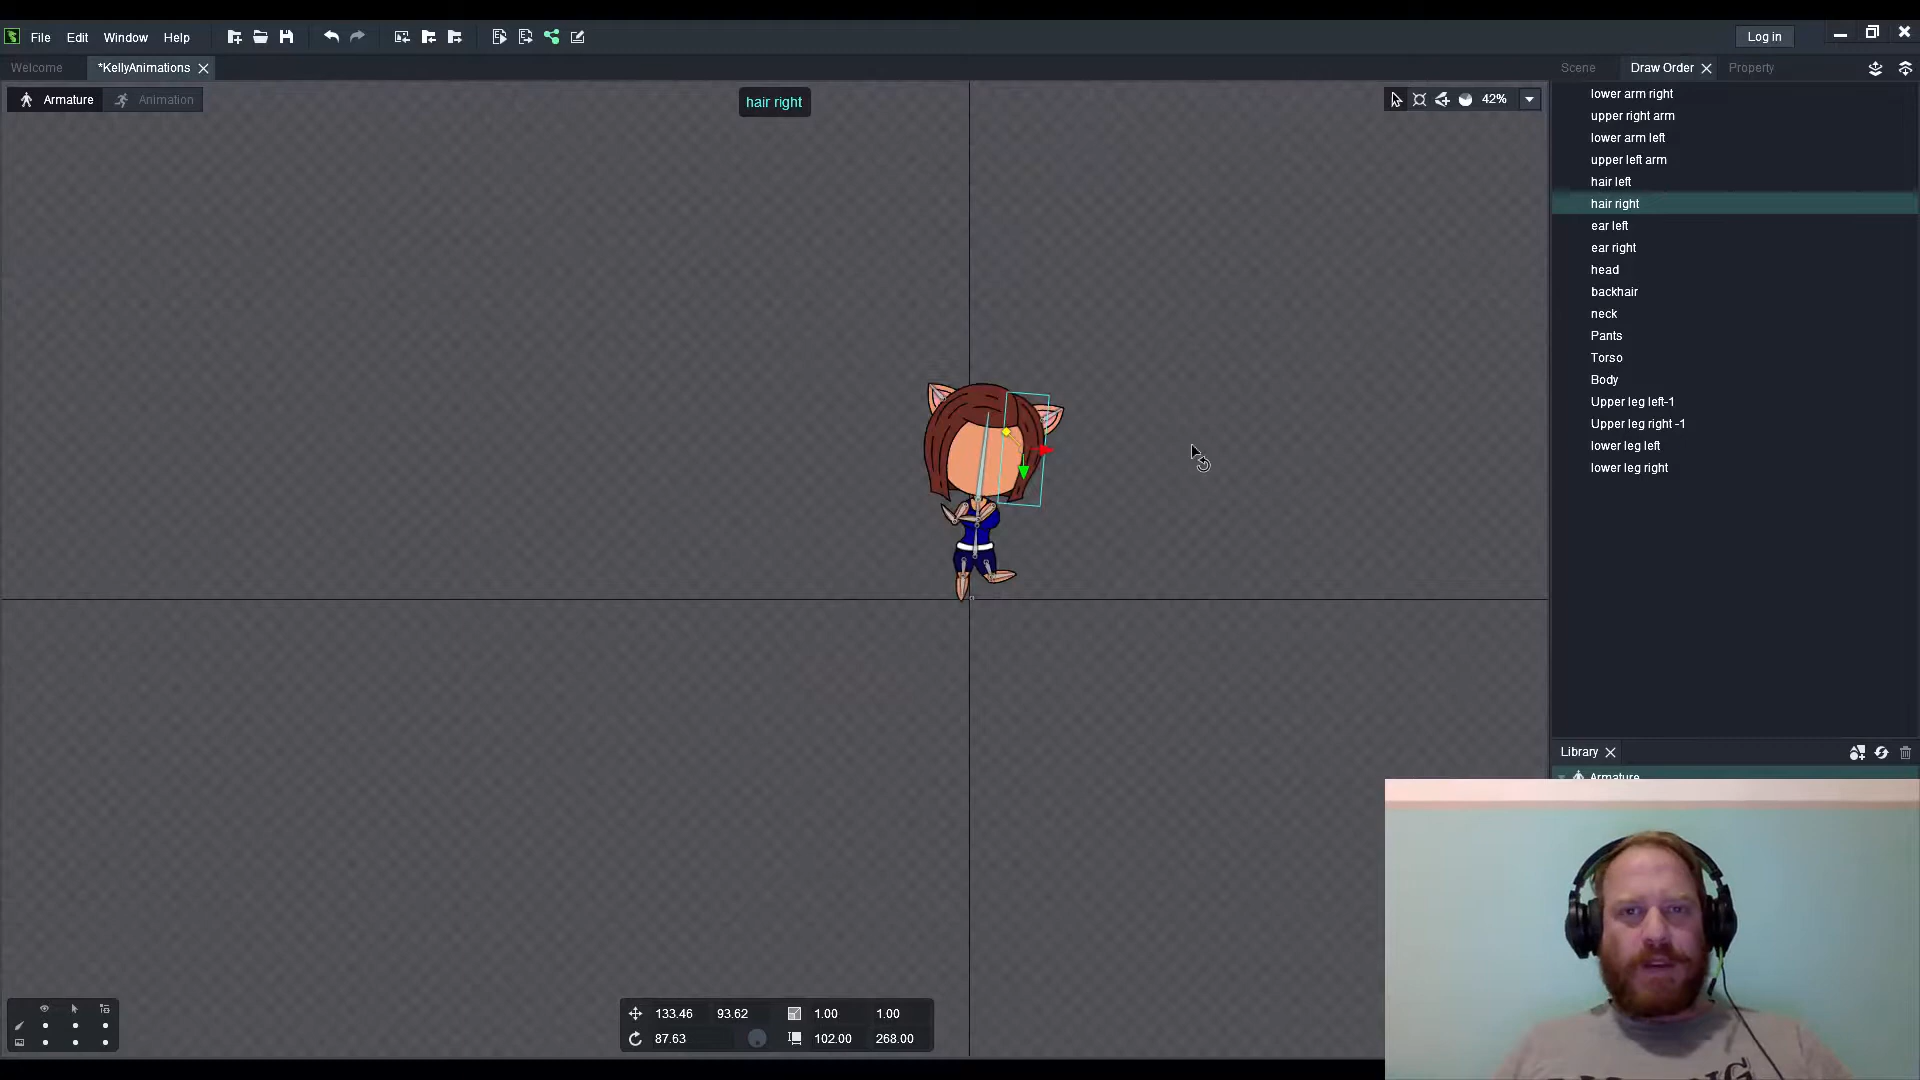 File Edit Window Help
Log in
Welcome *KellyAnimations
Scene Draw Order Property
Armature Animation
hair right
42%
lower arm right
upper right arm
lower arm left
upper left arm
hair left
hair right
ear left
ear right
head
backhair
neck
Pants
Torso
Body
Upper leg left-1
Upper leg right -1
lower leg left
lower leg right
Library
Armature
133.46 93.62 1.00 1.00
87.63 102.00 268.00